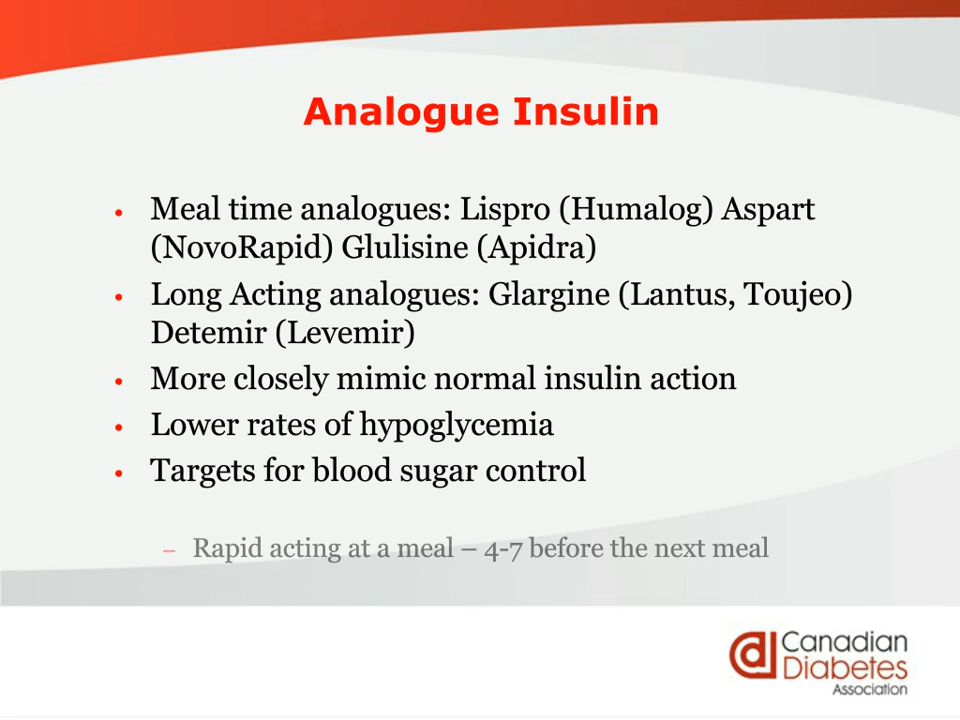 Analogue Insulin
• Meal time analogues: Lispro (Humalog) Aspart
(NovoRapid) Glulisine (Apidra)
• Long Acting analogues: Glargine (Lantus, Toujeo)
Detemir (Levemir)
• More closely mimic normal insulin action
• Lower rates of hypoglycemia
• Targets for blood sugar control
– Rapid acting at a meal – 4-7 before the next meal
Canadian
Diabetes
Association